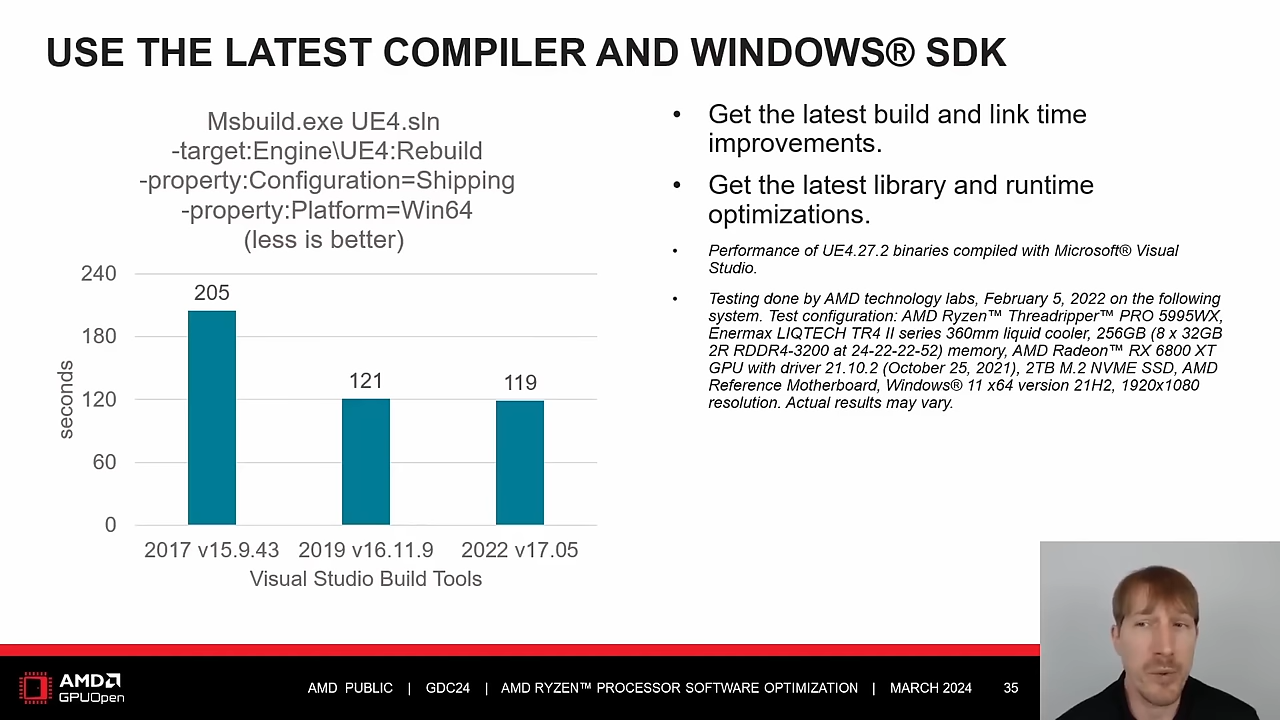 USE THE LATEST COMPILER AND WINDOWS® SDK
Msbuild.exe UE4.sln
-target:Engine\UE4:Rebuild
-property:Configuration=Shipping
-property:Platform=Win64
(less is better)
240
180
120
60
0
seconds
205
121
119
2017 v15.9.43
2019 v16.11.9
2022 v17.05
Visual Studio Build Tools
• Get the latest build and link time
improvements.
• Get the latest library and runtime
optimizations.
• Performance of UE4.27.2 binaries compiled with Microsoft® Visual
Studio.
• Testing done by AMD technology labs, February 5, 2022 on the following
system. Test configuration: AMD Ryzen™ Threadripper™ PRO 5995WX,
Enermax LIQTECH TR4 II series 360mm liquid cooler, 256GB (8 x 32GB
2R RDDR4-3200 at 24-22-22-52) memory, AMD Radeon™ RX 6800 XT
GPU with driver 21.10.2 (October 25, 2021), 2TB M.2 NVME SSD, AMD
Reference Motherboard, Windows® 11 x64 version 21H2, 1920x1080
resolution. Actual results may vary.
AMD
GPUOpen
AMD PUBLIC | GDC24 | AMD RYZEN™ PROCESSOR SOFTWARE OPTIMIZATION | MARCH 2024 35